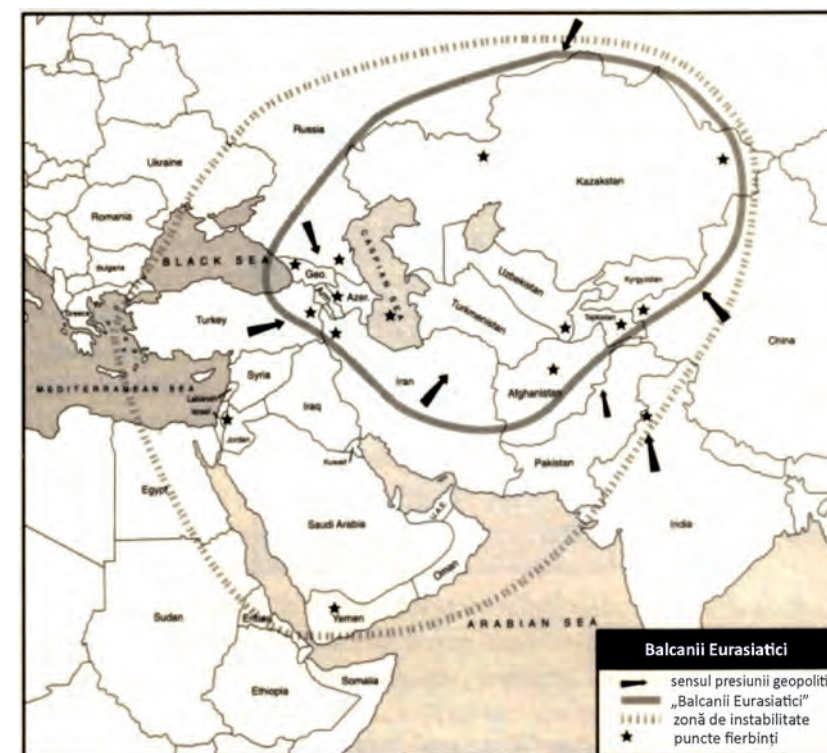 Russia
Ukraine
Kazakstan
Romania
Bulgaria
BLACK SEA
CASPIAN SEA
Geo.
Azer.
Uzbekistan
Kyrgyzstan
Turkmenistan
Tajikistan
Greece
Turkey
China
MEDITERRANEAN SEA
Syria
Lebanon
Israel
Iraq
Iran
Afghanistan
Jordan
Kuwait
Pakistan
Egypt
Saudi Arabia
U.A.E.
India
Oman
Sudan
Eritrea
Yemen
ARABIAN SEA
Ethiopia
Somalia
Balcanii Eurasiatici
sensul presiunii geopoliti
„Balcanii Eurasiatici”
zonă de instabilitate
puncte fierbinți